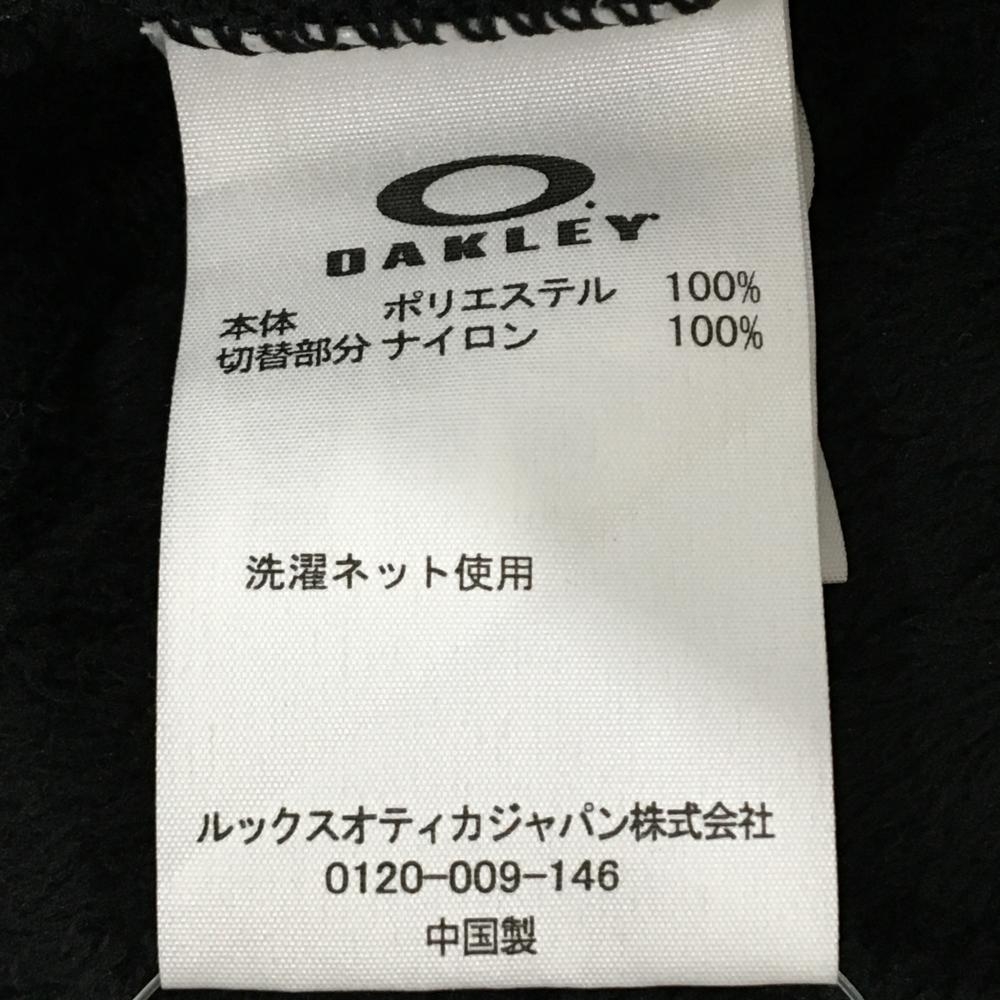 OAKLEY
本体 ポリエステル 100%
切替部分 ナイロン 100%
洗濯ネット使用
ルックスオティカジャパン株式会社
0120-009-146
中国製